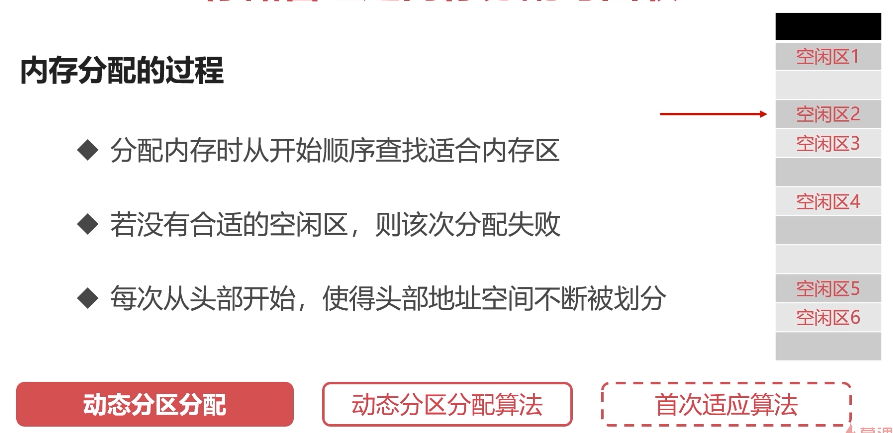 内存分配的过程
分配内存时从开始顺序查找适合内存区
若没有合适的空闲区，则该次分配失败
每次从头部开始，使得头部地址空间不断被划分
空闲区1
空闲区2
空闲区3
空闲区4
空闲区5
空闲区6
动态分区分配
动态分区分配算法
首次适应算法